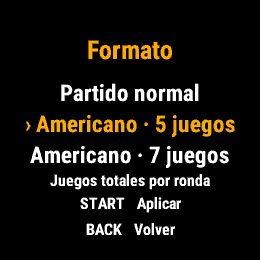 Formato
Partido normal
› Americano · 5 juegos
Americano · 7 juegos
Juegos totales por ronda
START Aplicar
BACK Volver